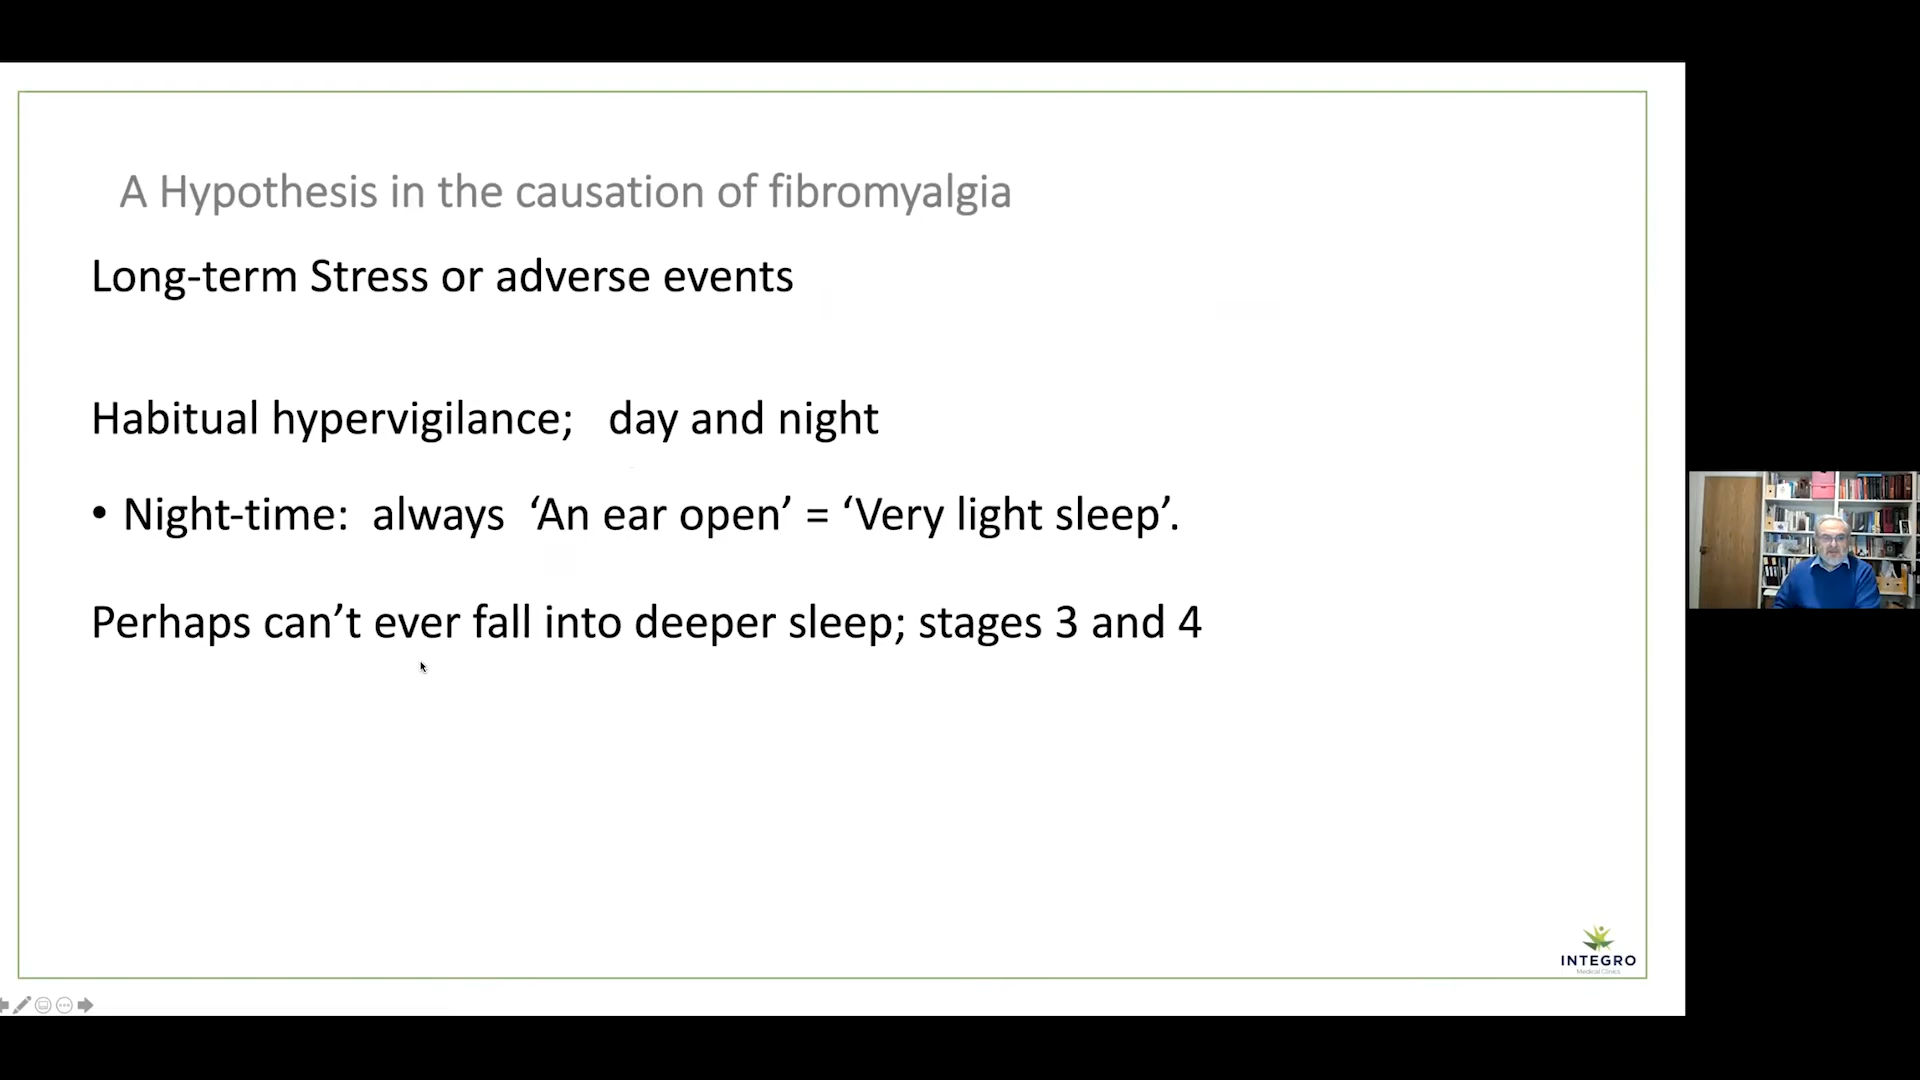 A Hypothesis in the causation of fibromyalgia
Long-term Stress or adverse events
Habitual hypervigilance; day and night
• Night-time: always ‘An ear open’ = ‘Very light sleep’.
Perhaps can’t ever fall into deeper sleep; stages 3 and 4
INTEGRO
Medical Clinics